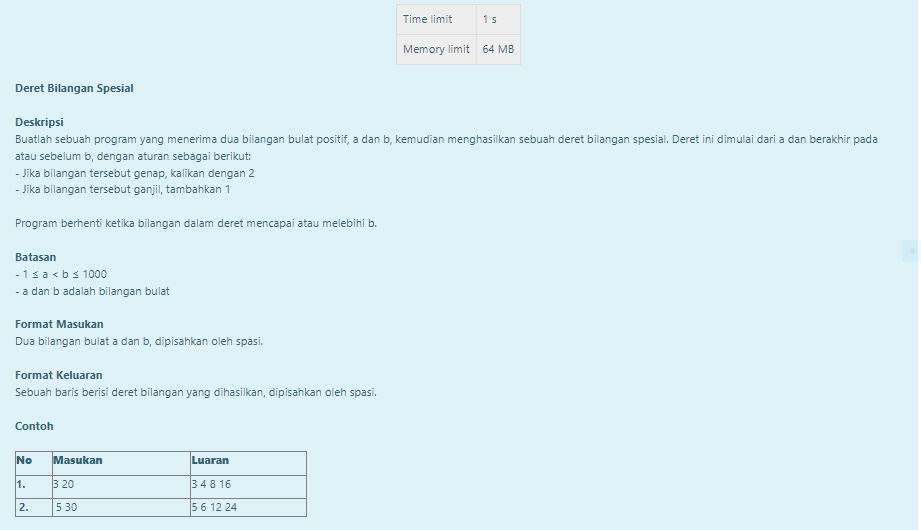 Time limit 1 s
Memory limit 64 MB
Deret Bilangan Spesial
Deskripsi
Buatlah sebuah program yang menerima dua bilangan bulat positif, a dan b, kemudian menghasilkan sebuah deret bilangan spesial. Deret ini dimulai dari a dan berakhir pada
atau sebelum b, dengan aturan sebagai berikut:
- Jika bilangan tersebut genap, kalikan dengan 2
- Jika bilangan tersebut ganjil, tambahkan 1
Program berhenti ketika bilangan dalam deret mencapai atau melebihi b.
Batasan
- 1 ≤ a < b ≤ 1000
- a dan b adalah bilangan bulat
Format Masukan
Dua bilangan bulat a dan b, dipisahkan oleh spasi.
Format Keluaran
Sebuah baris berisi deret bilangan yang dihasilkan, dipisahkan oleh spasi.
Contoh
No Masukan Luaran
1. 3 20 3 4 8 16
2. 5 30 5 6 12 24